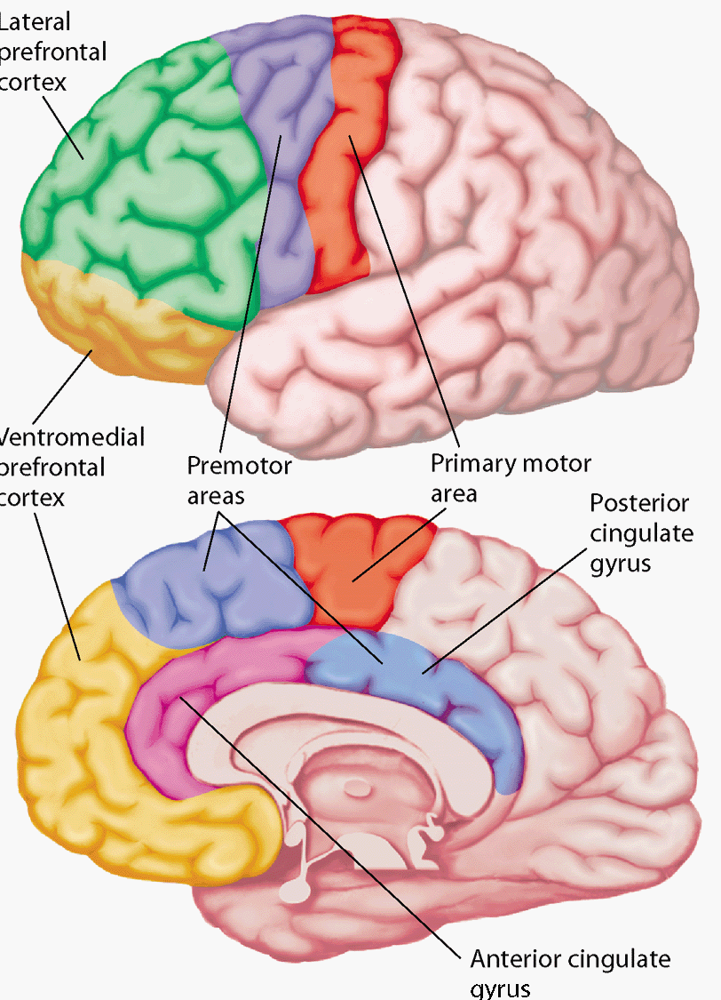 Lateral
prefrontal
cortex
Ventromedial
prefrontal
cortex
Premotor
areas
Primary motor
area
Posterior
cingulate
gyrus
Anterior cingulate
gyrus